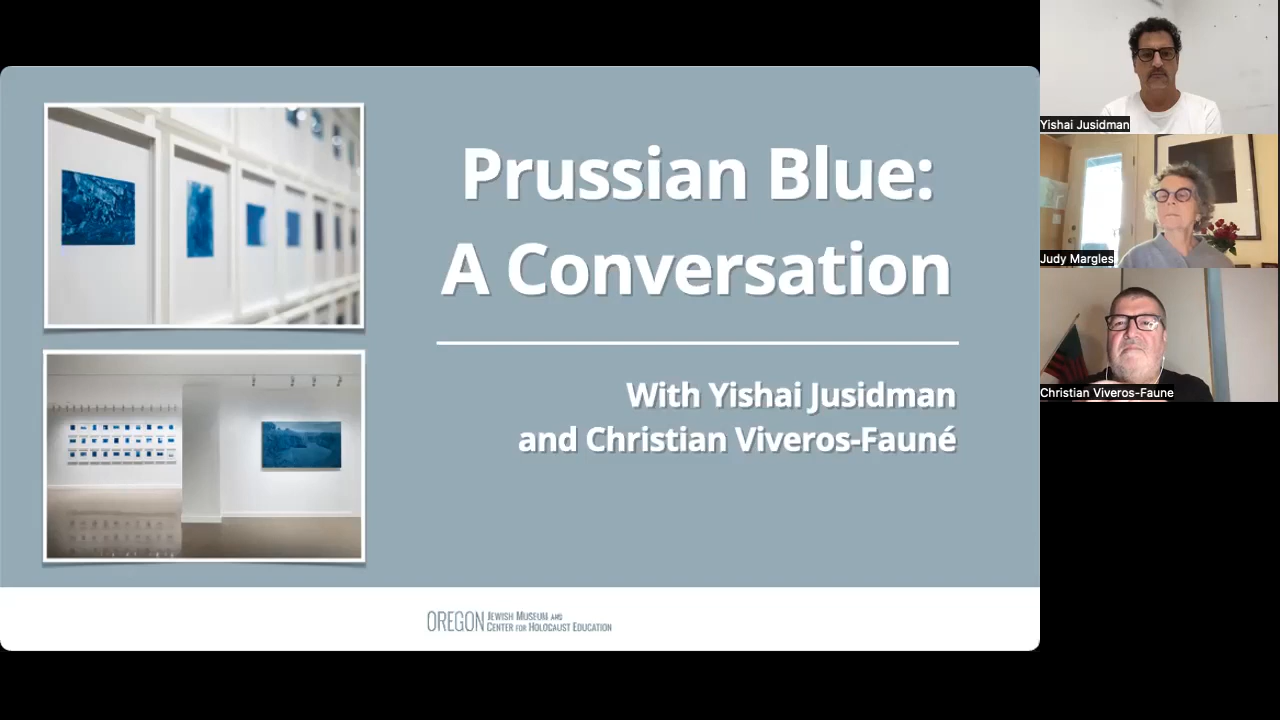 Prussian Blue:
A Conversation
With Yishai Jusidman
and Christian Viveros-Fauné
OREGON JEWISH MUSEUM AND
CENTER FOR HOLOCAUST EDUCATION
Yishai Jusidman
Judy Margles
Christian Viveros-Faune